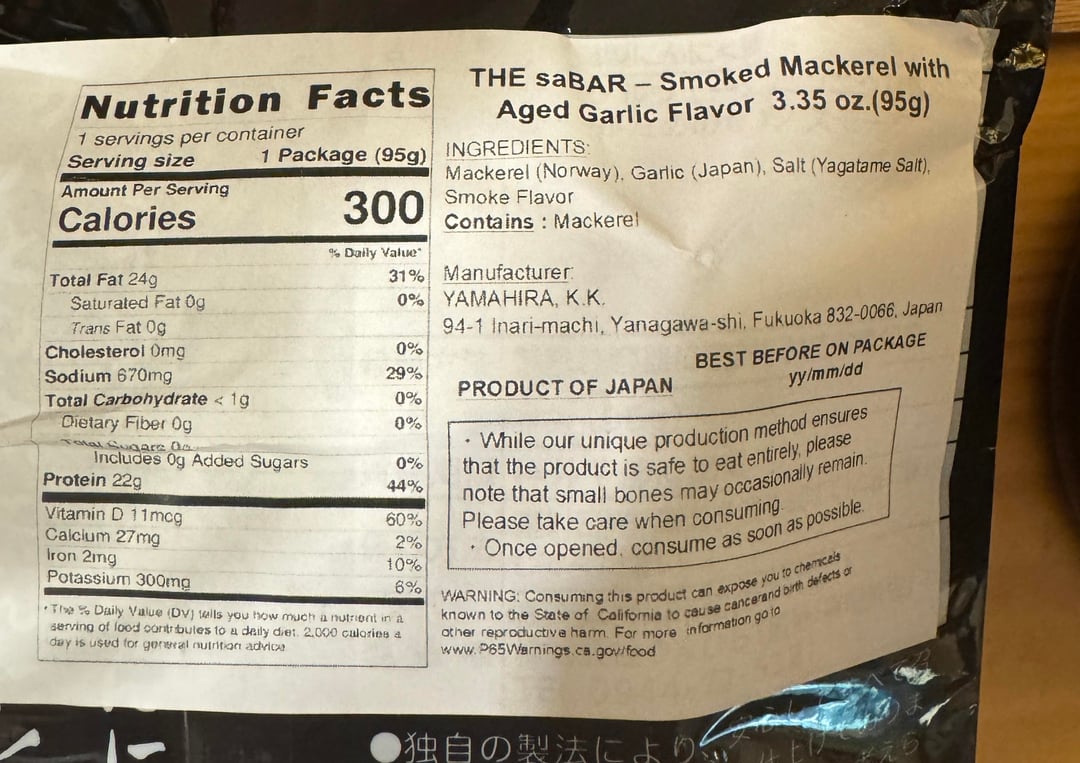 Nutrition Facts
1 servings per container
Serving size 1 Package (95g)
Amount Per Serving
Calories 300
% Daily Value*
Total Fat 24g 31%
Saturated Fat 0g 0%
Trans Fat 0g
Cholesterol 0mg 0%
Sodium 670mg 29%
Total Carbohydrate < 1g 0%
Dietary Fiber 0g 0%
Total Sugars 0g
Includes 0g Added Sugars 0%
Protein 22g 44%
Vitamin D 11mcg 60%
Calcium 27mg 2%
Iron 2mg 10%
Potassium 300mg 6%
*The % Daily Value (DV) tells you how much a nutrient in a
serving of food contributes to a daily diet. 2,000 calories a
day is used for general nutrition advice
THE saBAR – Smoked Mackerel with
Aged Garlic Flavor 3.35 oz.(95g)
INGREDIENTS:
Mackerel (Norway), Garlic (Japan), Salt (Yagatame Salt),
Smoke Flavor
Contains : Mackerel
Manufacturer:
YAMAHIRA, K.K.
94-1 Inari-machi, Yanagawa-shi, Fukuoka 832-0066, Japan
BEST BEFORE ON PACKAGE
yy/mm/dd
PRODUCT OF JAPAN
・While our unique production method ensures
that the product is safe to eat entirely, please
note that small bones may occasionally remain.
Please take care when consuming.
・Once opened, consume as soon as possible.
WARNING: Consuming this product can expose you to chemicals
known to the State of California to cause cancer and birth defects or
other reproductive harm. For more information go to
www.P65Warnings.ca.gov/food
●独自の製法により